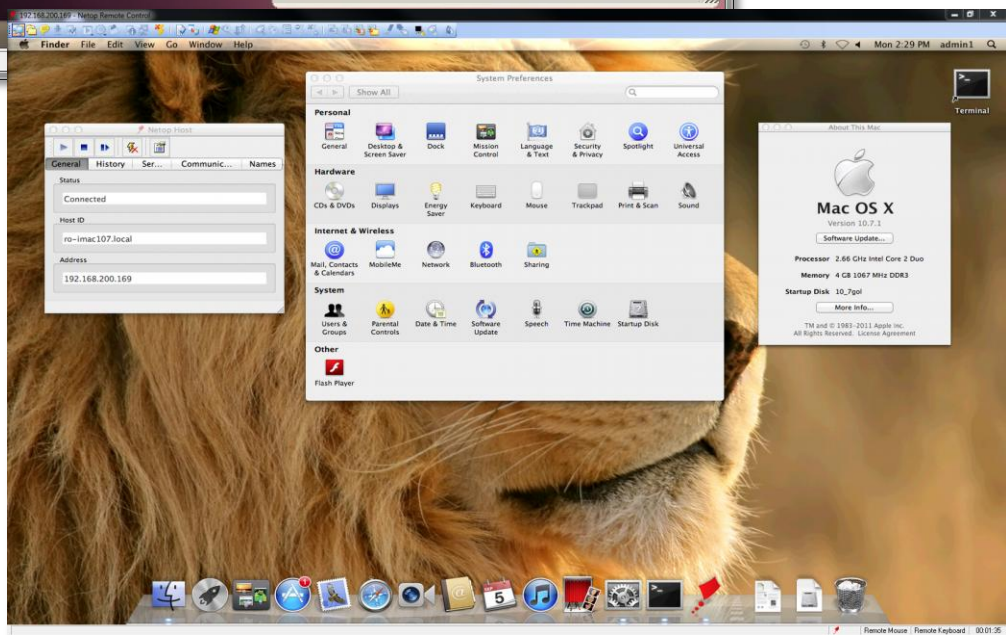 192.168.200.169 - Netop Remote Control
Finder File Edit View Go Window Help
Mon 2:29 PM admin1
Terminal
Netop Host
General History Ser... Communic... Names
Status
Connected
Host ID
ro-imac107.local
Address
192.168.200.169
System Preferences
Show All
Personal
General
Desktop &
Screen Saver
Dock
Mission
Control
Language
& Text
Security
& Privacy
Spotlight
Universal
Access
Hardware
CDs & DVDs
Displays
Energy
Saver
Keyboard
Mouse
Trackpad
Print & Scan
Sound
Internet & Wireless
Mail, Contacts
& Calendars
MobileMe
Network
Bluetooth
Sharing
System
Users &
Groups
Parental
Controls
Date & Time
Software
Update
Speech
Time Machine
Startup Disk
Other
Flash Player
About This Mac
Mac OS X
Version 10.7.1
Software Update...
Processor 2.66 GHz Intel Core 2 Duo
Memory 4 GB 1067 MHz DDR3
Startup Disk 10_7gol
More Info...
TM and © 1983-2011 Apple Inc.
All Rights Reserved. License Agreement
1
5
Remote Mouse Remote Keyboard 00:01:35